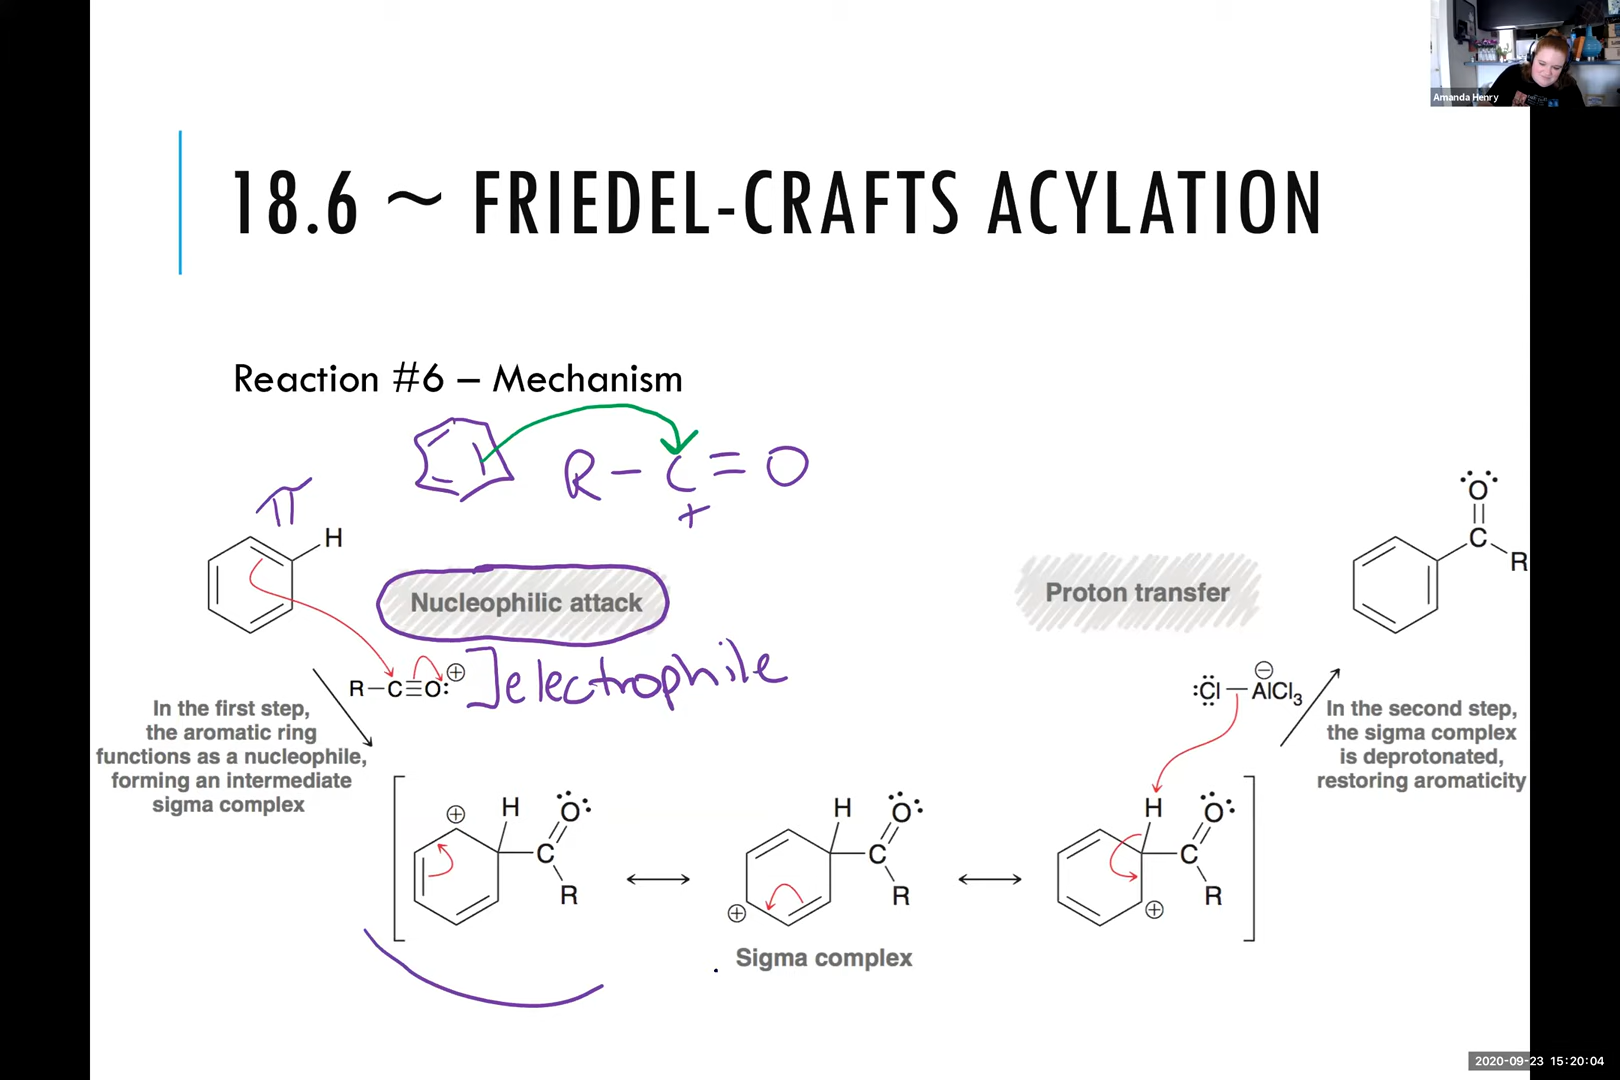 Amanda Henry
18.6 ~ FRIEDEL-CRAFTS ACYLATION
Reaction #6 – Mechanism
R – C = O
+
π
H
Nucleophilic attack
R–C≡O: ⊕
]electrophile
In the first step,
the aromatic ring
functions as a nucleophile,
forming an intermediate
sigma complex
Proton transfer
O
C
R
:Cl — AlCl3
⊖
In the second step,
the sigma complex
is deprotonated,
restoring aromaticity
⊕ H O
C
R
H O
C
R
⊕
H O
C
R
⊕
Sigma complex
2020-09-23 15:20:04